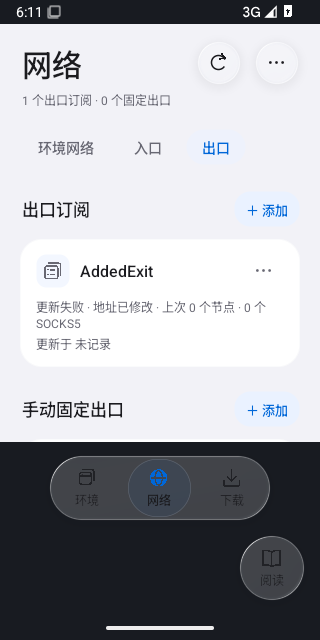 6:11
3G
网络
1 个出口订阅 · 0 个固定出口
环境网络
入口
出口
出口订阅
+ 添加
AddedExit
更新失败 · 地址已修改 · 上次 0 个节点 · 0 个
SOCKS5
更新于 未记录
手动固定出口
+ 添加
环境
网络
下载
阅读